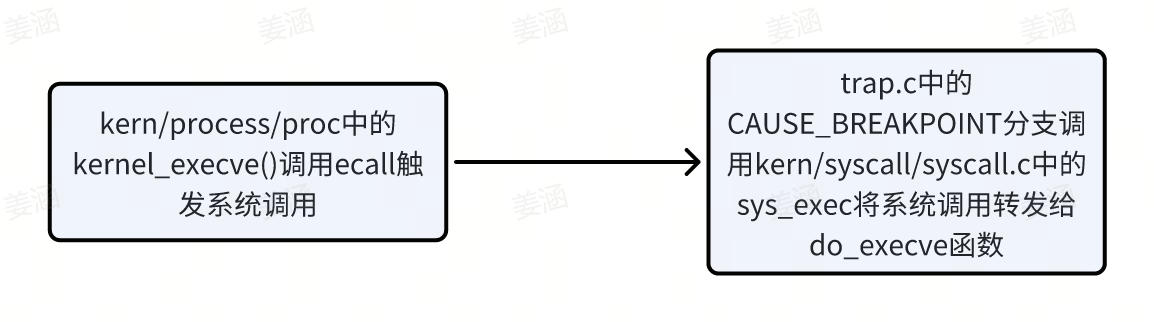 姜涵
姜涵
姜涵
姜涵
kern/process/proc中的
kernel_execve()调用ecall触
发系统调用
trap.c中的
CAUSE_BREAKPOINT分支调
用kern/syscall/syscall.c中的
sys_exec将系统调用转发给
do_execve函数
姜涵
姜涵
姜涵
姜涵
姜涵